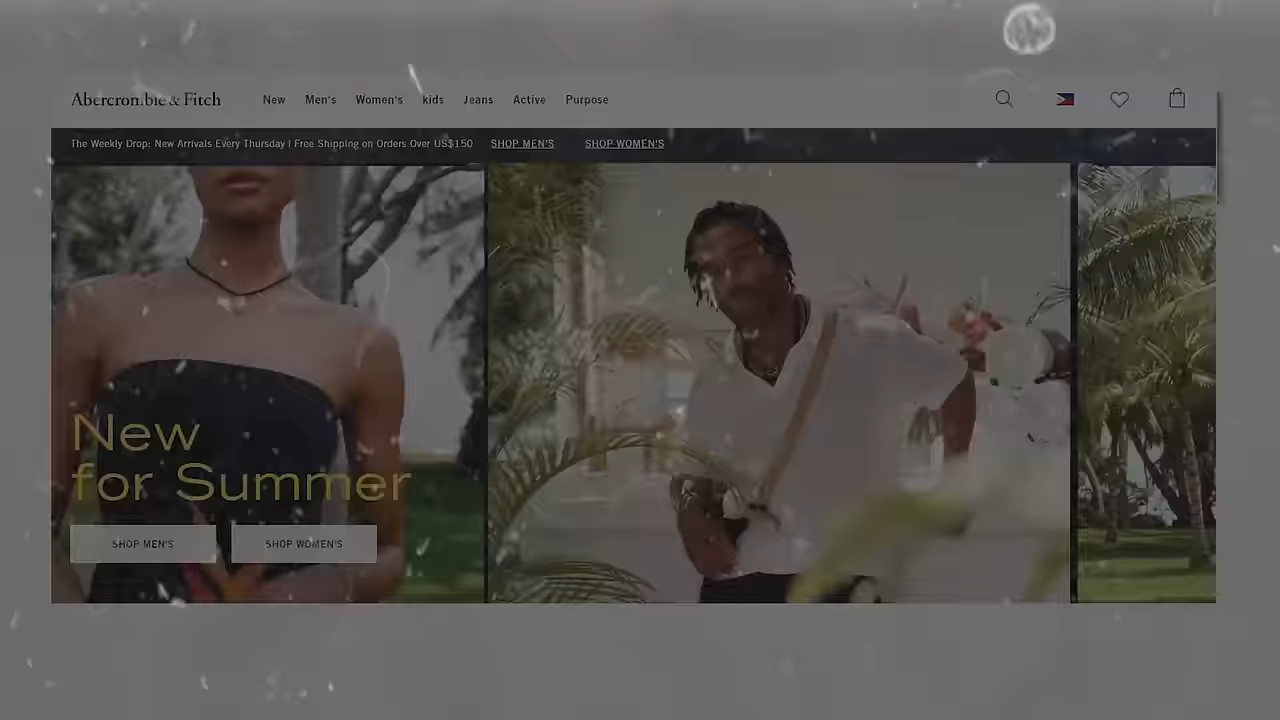 Abercrombie & Fitch
New Men's Women's kids Jeans Active Purpose
The Weekly Drop: New Arrivals Every Thursday | Free Shipping on Orders Over US$150 SHOP MEN'S SHOP WOMEN'S
New
for Summer
SHOP MEN'S SHOP WOMEN'S